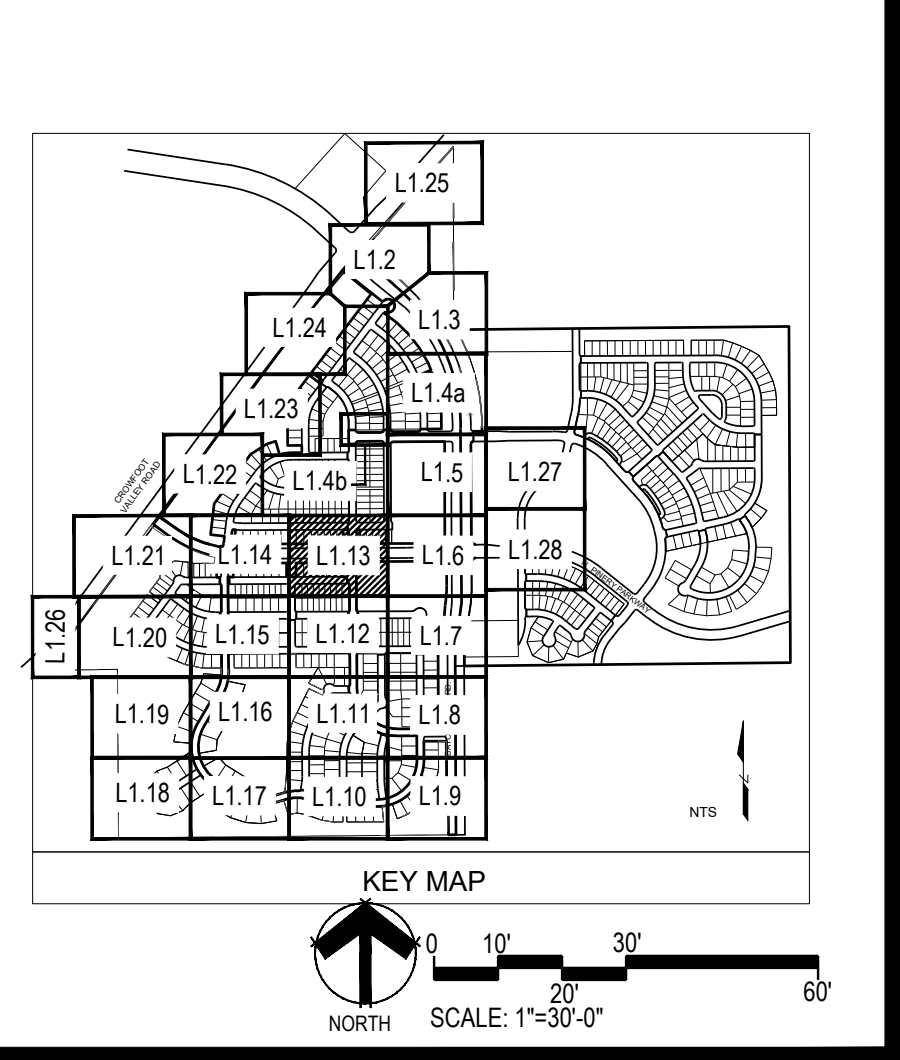 L1.25
L1.2
L1.3
L1.24
L1.4a
L1.23
L1.22
L1.4b
L1.5
L1.27
CROWFOOT
VALLEY ROAD
L1.21
L1.14
L1.13
L1.6
L1.28
PINERY PARKWAY
L1.26
L1.20
L1.15
L1.12
L1.7
L1.19
L1.16
L1.11
L1.8
L1.18
L1.17
L1.10
L1.9
NTS
KEY MAP
0 10' 30'
20' 60'
NORTH
SCALE: 1"=30'-0"